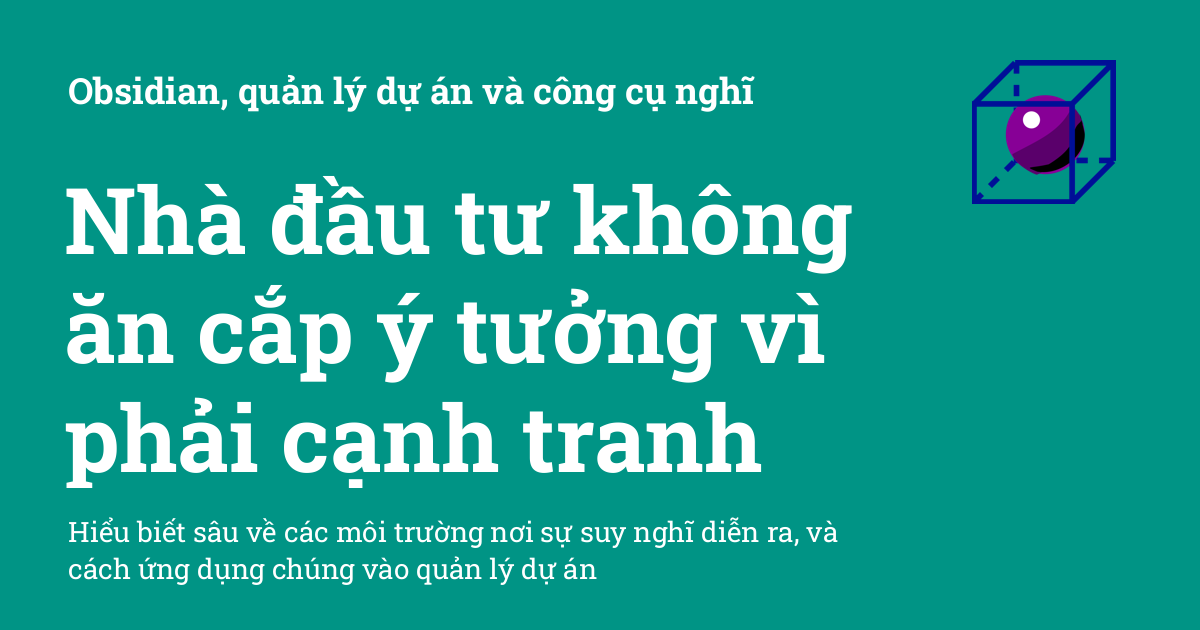 Obsidian, quản lý dự án và công cụ nghĩ
Nhà đầu tư không
ăn cắp ý tưởng vì
phải cạnh tranh
Hiểu biết sâu về các môi trường nơi sự suy nghĩ diễn ra, và
cách ứng dụng chúng vào quản lý dự án